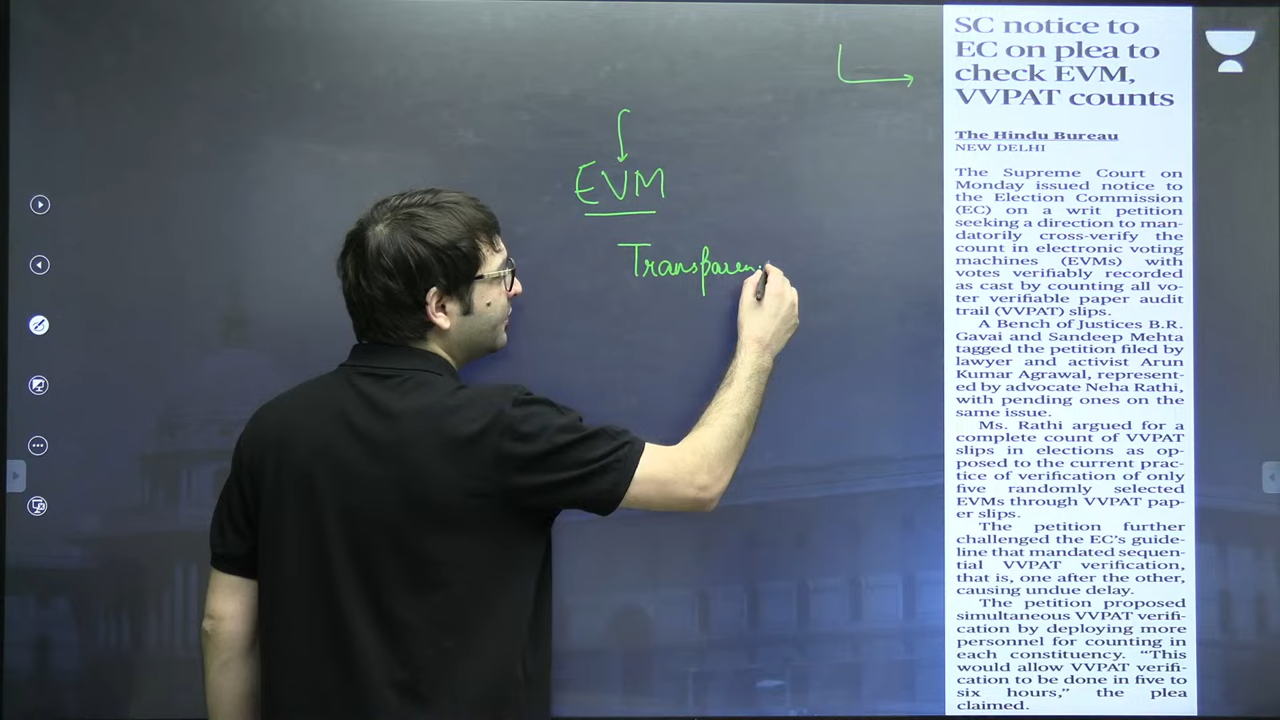 EVM
Transparen
SC notice to
EC on plea to
check EVM,
VVPAT counts
The Hindu Bureau
NEW DELHI
The Supreme Court on
Monday issued notice to
the Election Commission
(EC) on a writ petition
seeking a direction to man-
datorily cross-verify the
count in electronic voting
machines (EVMs) with
votes verifiably recorded
as cast by counting all vo-
ter verifiable paper audit
trail (VVPAT) slips.
A Bench of Justices B.R.
Gavai and Sandeep Mehta
tagged the petition filed by
lawyer and activist Arun
Kumar Agrawal, represent-
ed by advocate Neha Rathi,
with pending ones on the
same issue.
Ms. Rathi argued for a
complete count of VVPAT
slips in elections as op-
posed to the current prac-
tice of verification of only
five randomly selected
EVMs through VVPAT pap-
er slips.
The petition further
challenged the EC's guide-
line that mandated sequen-
tial VVPAT verification,
that is, one after the other,
causing undue delay.
The petition proposed
simultaneous VVPAT verifi-
cation by deploying more
personnel for counting in
each constituency. “This
would allow VVPAT verifi-
cation to be done in five to
six hours,” the plea
claimed.